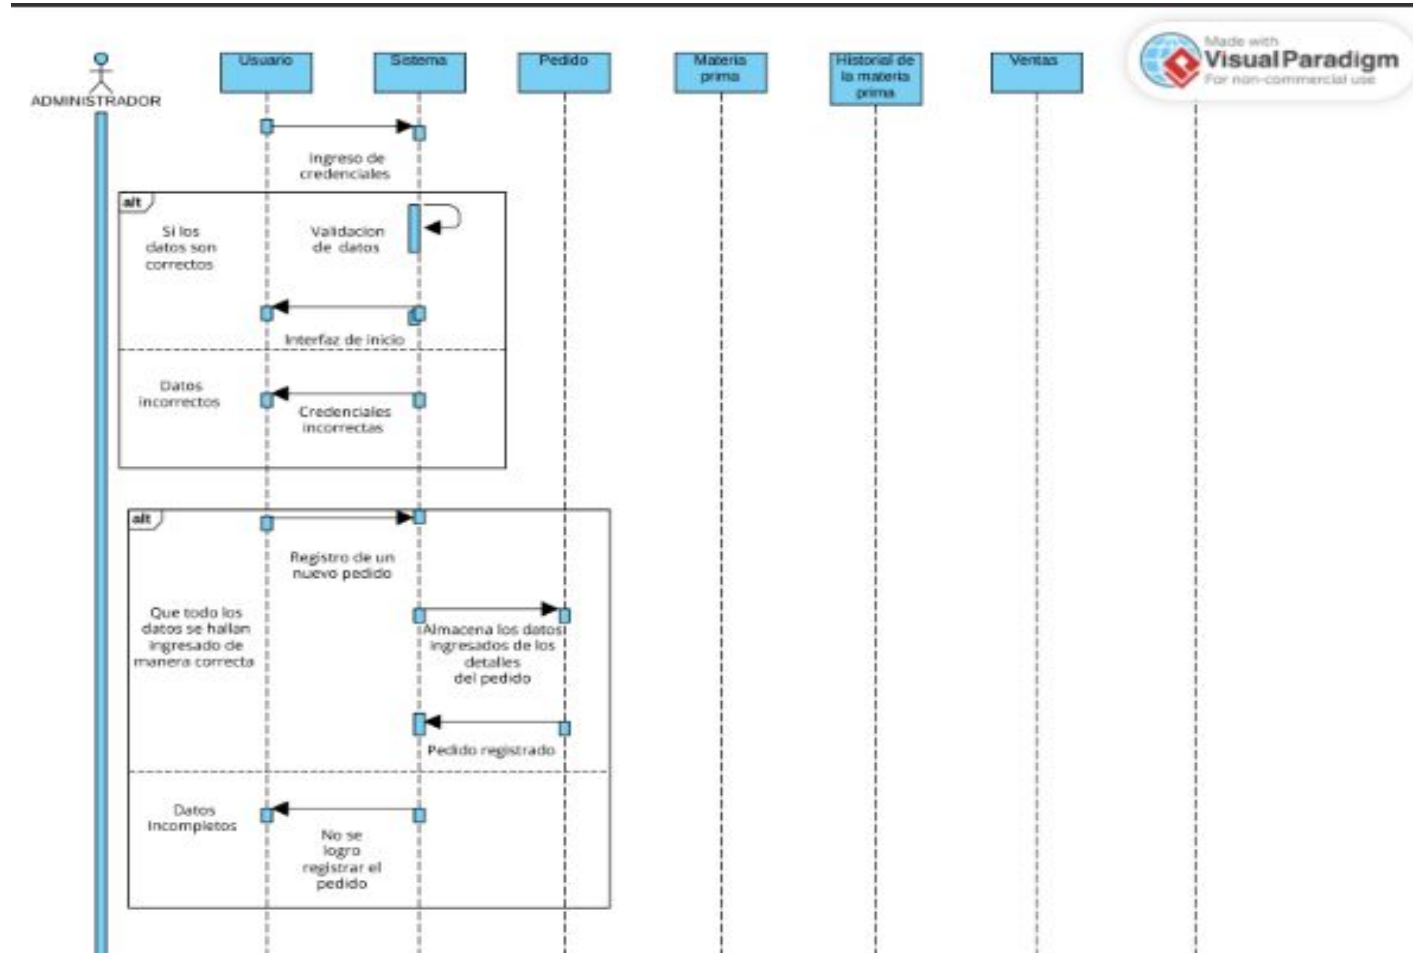 ADMINISTRADOR
Usuario
Sistema
Pedido
Materia
prima
Historial de
la materia
prima
Ventas
Made with
Visual Paradigm
For non-commercial use
Ingreso de
credenciales
alt
Si los
datos son
correctos
Validacion
de datos
Interfaz de inicio
Datos
incorrectos
Credenciales
incorrectas
alt
Registro de un
nuevo pedido
Que todo los
datos se hallan
ingresado de
manera correcta
Almacena los datos
ingresados de los
detalles
del pedido
Pedido registrado
Datos
Incompletos
No se
logro
registrar el
pedido